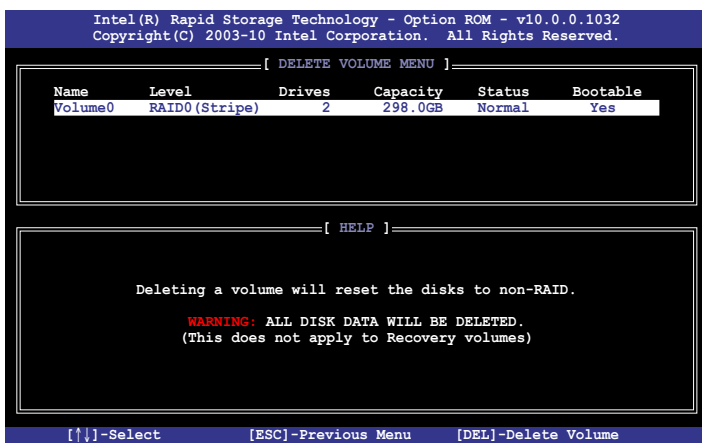 Intel(R) Rapid Storage Technology - Option ROM - v10.0.0.1032
Copyright(C) 2003-10 Intel Corporation. All Rights Reserved.
[ DELETE VOLUME MENU ]
Name Level Drives Capacity Status Bootable
Volume0 RAID0(Stripe) 2 298.0GB Normal Yes
[ HELP ]
Deleting a volume will reset the disks to non-RAID.
WARNING: ALL DISK DATA WILL BE DELETED.
(This does not apply to Recovery volumes)
[↑↓]-Select [ESC]-Previous Menu [DEL]-Delete Volume